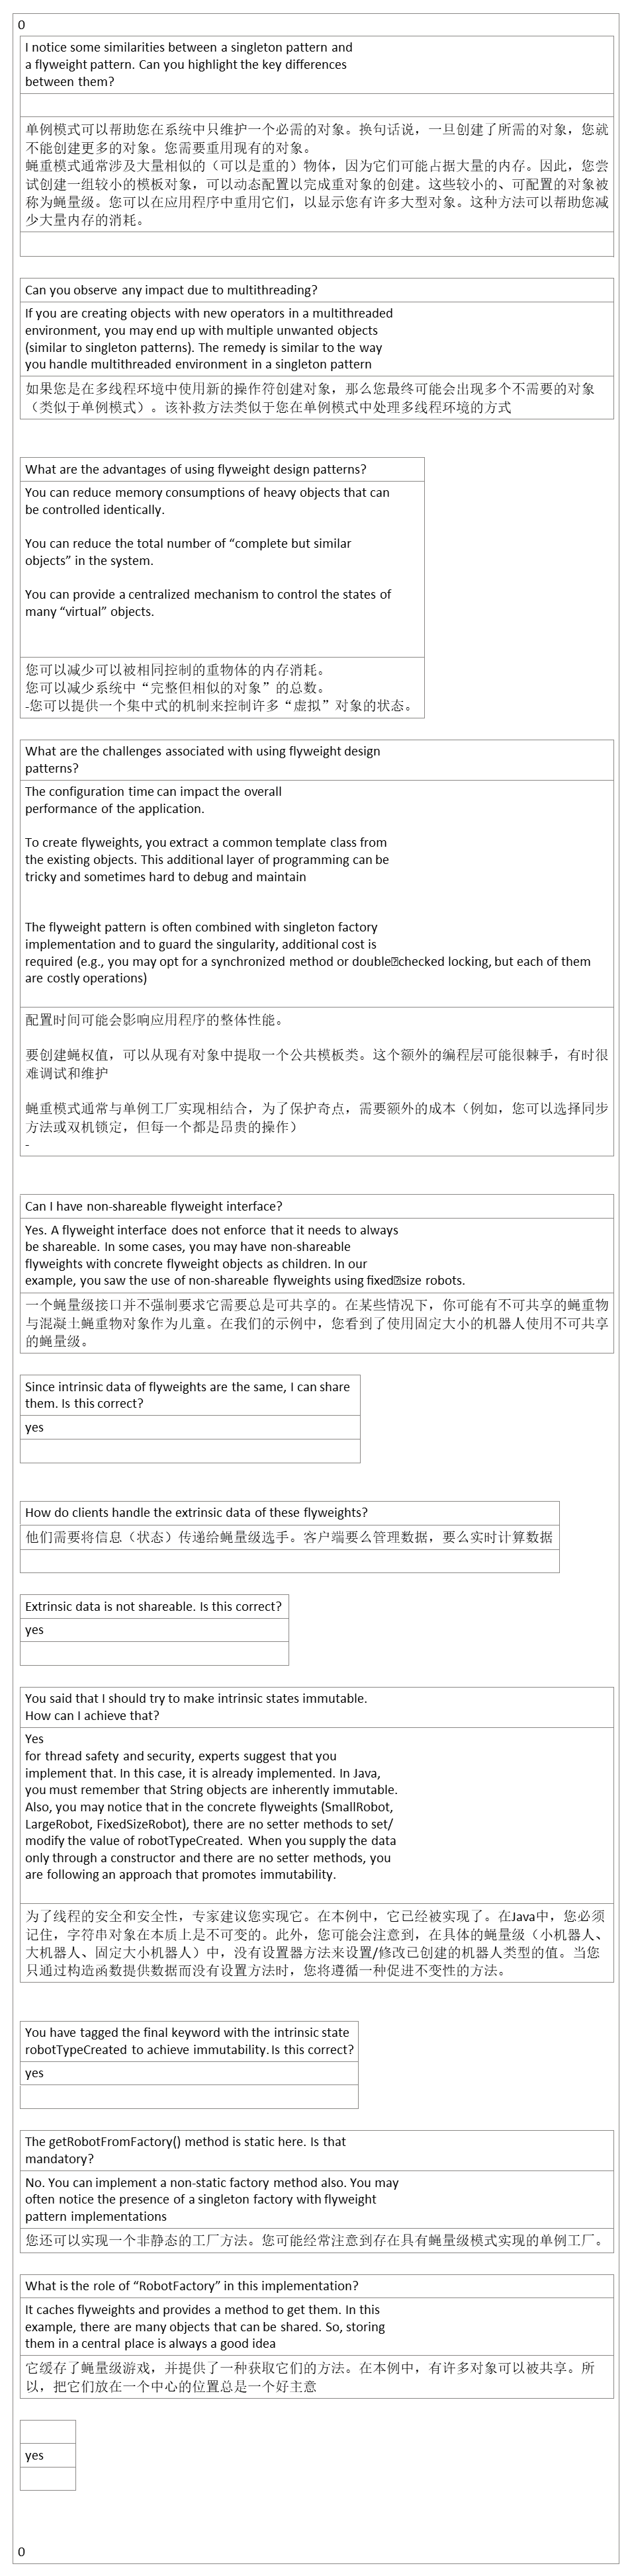 0
I notice some similarities between a singleton pattern and
a flyweight pattern. Can you highlight the key differences
between them?
单例模式可以帮助您在系统中只维护一个必需的对象。换句话说，一旦创建了所需的对象，您就
不能创建更多的对象。您需要重用现有的对象。
蝇重模式通常涉及大量相似的（可以是重的）物体，因为它们可能占据大量的内存。因此，您尝
试创建一组较小的模板对象，可以动态配置以完成重对象的创建。这些较小的、可配置的对象被
称为蝇量级。您可以在应用程序中重用它们，以显示您有许多大型对象。这种方法可以帮助您减
少大量内存的消耗。
Can you observe any impact due to multithreading?
If you are creating objects with new operators in a multithreaded
environment, you may end up with multiple unwanted objects
(similar to singleton patterns). The remedy is similar to the way
you handle multithreaded environment in a singleton pattern
如果您是在多线程环境中使用新的操作符创建对象，那么您最终可能会出现多个不需要的对象
（类似于单例模式）。该补救方法类似于您在单例模式中处理多线程环境的方式
What are the advantages of using flyweight design patterns?
You can reduce memory consumptions of heavy objects that can
be controlled identically.
You can reduce the total number of “complete but similar
objects” in the system.
You can provide a centralized mechanism to control the states of
many “virtual” objects.
您可以减少可以被相同控制的重物体的内存消耗。
您可以减少系统中“完整但相似的对象”的总数。
-您可以提供一个集中式的机制来控制许多“虚拟”对象的状态。
What are the challenges associated with using flyweight design
patterns?
The configuration time can impact the overall
performance of the application.
To create flyweights, you extract a common template class from
the existing objects. This additional layer of programming can be
tricky and sometimes hard to debug and maintain
The flyweight pattern is often combined with singleton factory
implementation and to guard the singularity, additional cost is
required (e.g., you may opt for a synchronized method or double�checked locking, but each of them
are costly operations)
配置时间可能会影响应用程序的整体性能。
要创建蝇权值，可以从现有对象中提取一个公共模板类。这个额外的编程层可能很棘手，有时很
难调试和维护
蝇重模式通常与单例工厂实现相结合，为了保护奇点，需要额外的成本（例如，您可以选择同步
方法或双机锁定，但每一个都是昂贵的操作）
-
Can I have non-shareable flyweight interface?
Yes. A flyweight interface does not enforce that it needs to always
be shareable. In some cases, you may have non-shareable
flyweights with concrete flyweight objects as children. In our
example, you saw the use of non-shareable flyweights using fixed�size robots.
一个蝇量级接口并不强制要求它需要总是可共享的。在某些情况下，你可能有不可共享的蝇重物
与混凝土蝇重物对象作为儿童。在我们的示例中，您看到了使用固定大小的机器人使用不可共享
的蝇量级。
Since intrinsic data of flyweights are the same, I can share
them. Is this correct?
yes
How do clients handle the extrinsic data of these flyweights?
他们需要将信息（状态）传递给蝇量级选手。客户端要么管理数据，要么实时计算数据
Extrinsic data is not shareable. Is this correct?
yes
You said that I should try to make intrinsic states immutable.
How can I achieve that?
Yes
for thread safety and security, experts suggest that you
implement that. In this case, it is already implemented. In Java,
you must remember that String objects are inherently immutable.
Also, you may notice that in the concrete flyweights (SmallRobot,
LargeRobot, FixedSizeRobot), there are no setter methods to set/
modify the value of robotTypeCreated. When you supply the data
only through a constructor and there are no setter methods, you
are following an approach that promotes immutability.
为了线程的安全和安全性，专家建议您实现它。在本例中，它已经被实现了。在Java中，您必须
记住，字符串对象在本质上是不可变的。此外，您可能会注意到，在具体的蝇量级（小机器人、
大机器人、固定大小机器人）中，没有设置器方法来设置/修改已创建的机器人类型的值。当您
只通过构造函数提供数据而没有设置方法时，您将遵循一种促进不变性的方法。
You have tagged the final keyword with the intrinsic state
robotTypeCreated to achieve immutability. Is this correct?
yes
The getRobotFromFactory() method is static here. Is that
mandatory?
No. You can implement a non-static factory method also. You may
often notice the presence of a singleton factory with flyweight
pattern implementations
您还可以实现一个非静态的工厂方法。您可能经常注意到存在具有蝇量级模式实现的单例工厂。
What is the role of “RobotFactory” in this implementation?
It caches flyweights and provides a method to get them. In this
example, there are many objects that can be shared. So, storing
them in a central place is always a good idea
它缓存了蝇量级游戏，并提供了一种获取它们的方法。在本例中，有许多对象可以被共享。所
以，把它们放在一个中心的位置总是一个好主意
yes
0